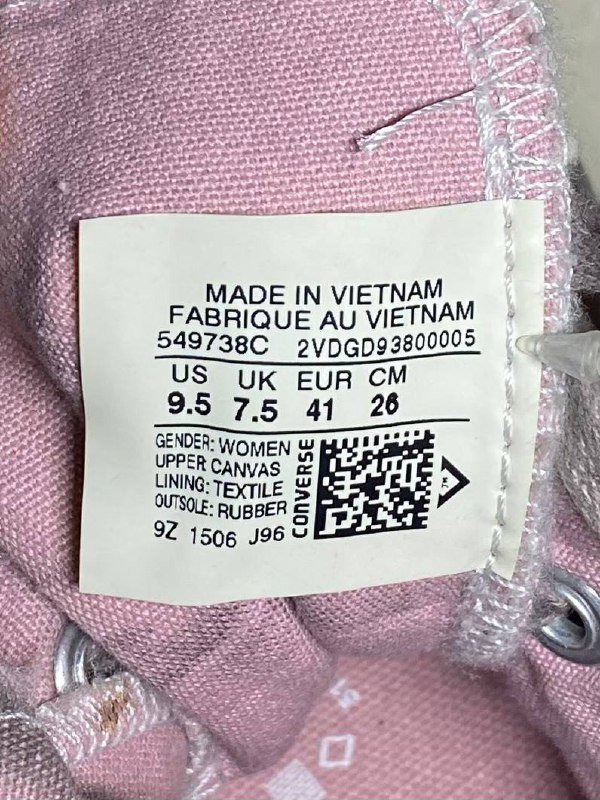 MADE IN VIETNAM
FABRIQUE AU VIETNAM
549738C 2VDGD93800005
US UK EUR CM
9.5 7.5 41 26
GENDER: WOMEN
UPPER CANVAS
LINING: TEXTILE
OUTSOLE: RUBBER
9Z 1506 J96
CONVERSE
TM